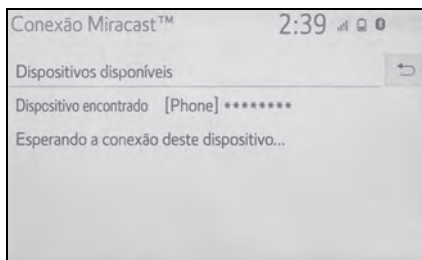 Conexão Miracast™ 2:39
Dispositivos disponíveis
Dispositivo encontrado [Phone] ********
Esperando a conexão deste dispositivo...